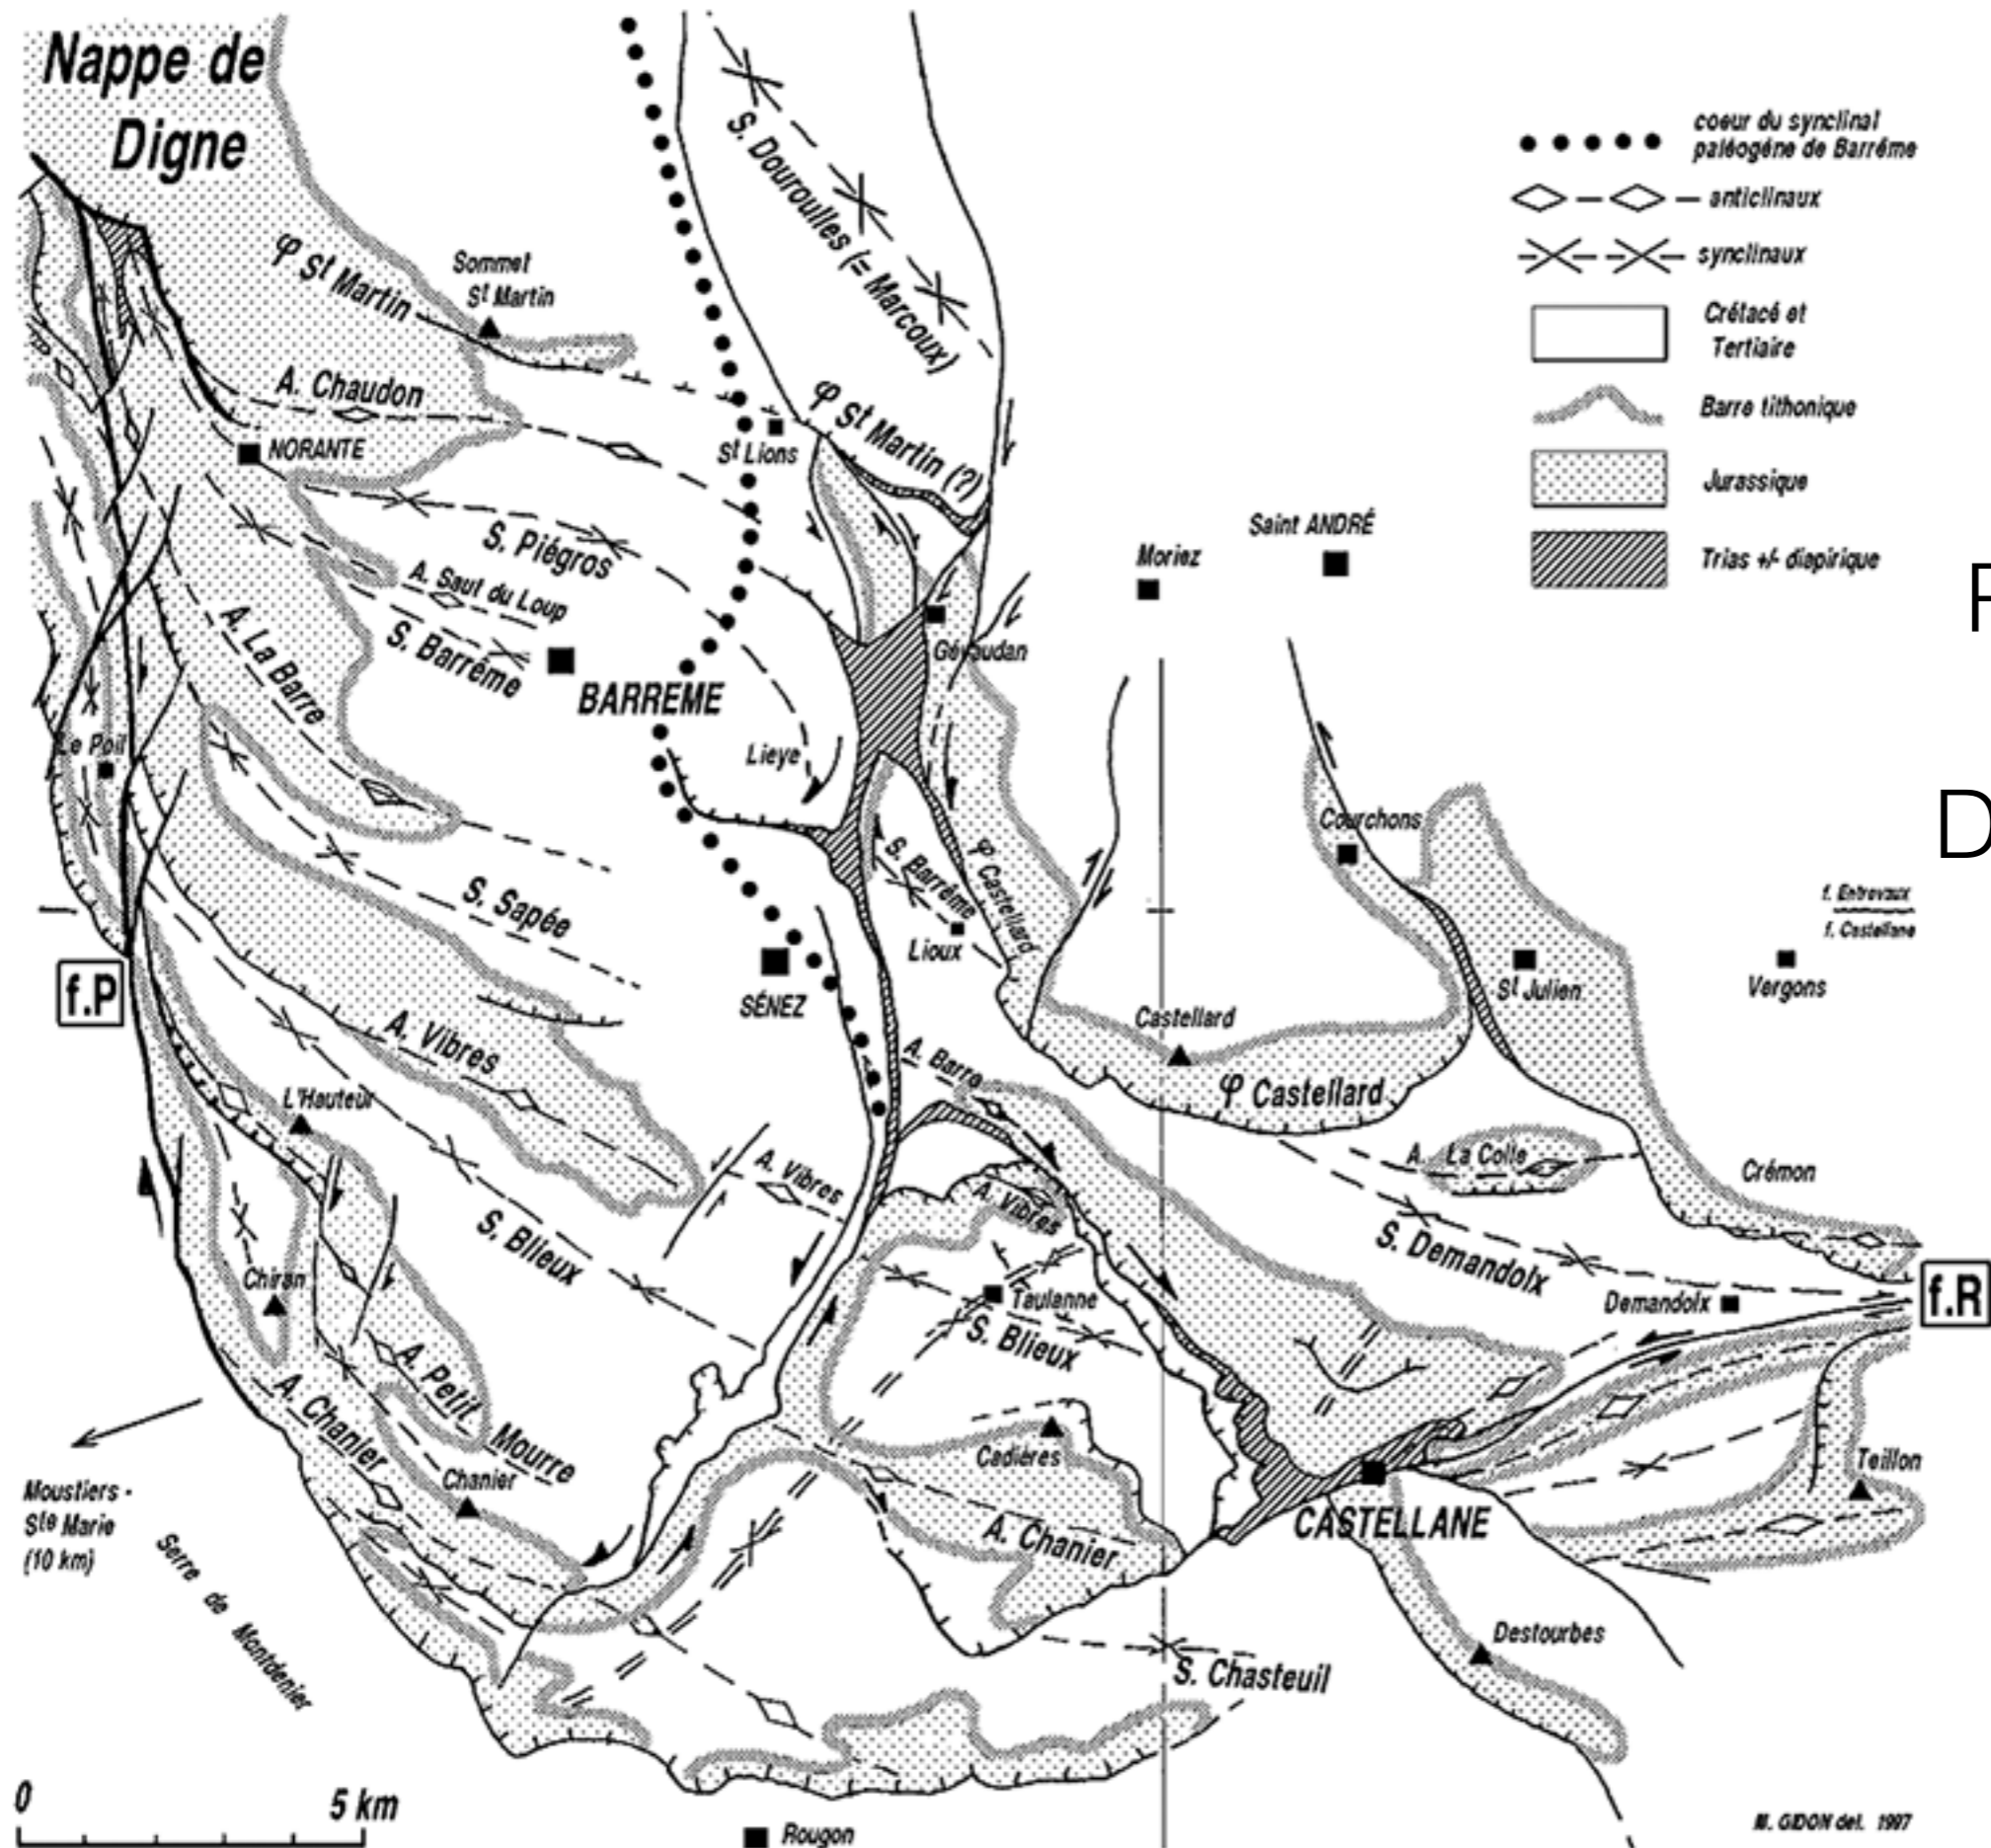 Nappe de
Digne
coeur du synclinal
paléogéne de Barrême
anticlinaux
synclinaux
Crétacé et
Tertiaire
Barre tithonique
Jurassique
Trias +/- diapirique
S. Douroulles (= Marcoux)
φ St Martin
Sommet
St Martin
A. Chaudon
NORANTE
St Lions
φ St Martin (?)
Saint ANDRÉ
Moriez
S. Piégros
A. Saut du Loup
S. Barrême
BARREME
A. La Barre
Gévaudan
F
Le Poil
Lieye
Courchons
D
S. Barrême
φ Castellard
Lioux
S. Sapée
f. Entrevaux
f. Castellane
St Julien
Vergons
f.P
SÉNEZ
Castellard
A. Vibres
A. Barre
φ Castellard
L'Hauteur
A. La Colle
Crémon
A. Vibres
A. Vibres
S. Blieux
S. Demandolx
Chiran
Taulanne
Demandolx
f.R
S. Blieux
A. Petit Mourre
A. Chanier
Chanier
Cadières
Teillon
Moustiers -
Ste Marie
(10 km)
A. Chanier
CASTELLANE
Serre de Montdenier
Destourbes
S. Chasteuil
0
5 km
Rougon
M. GIDON del. 1997